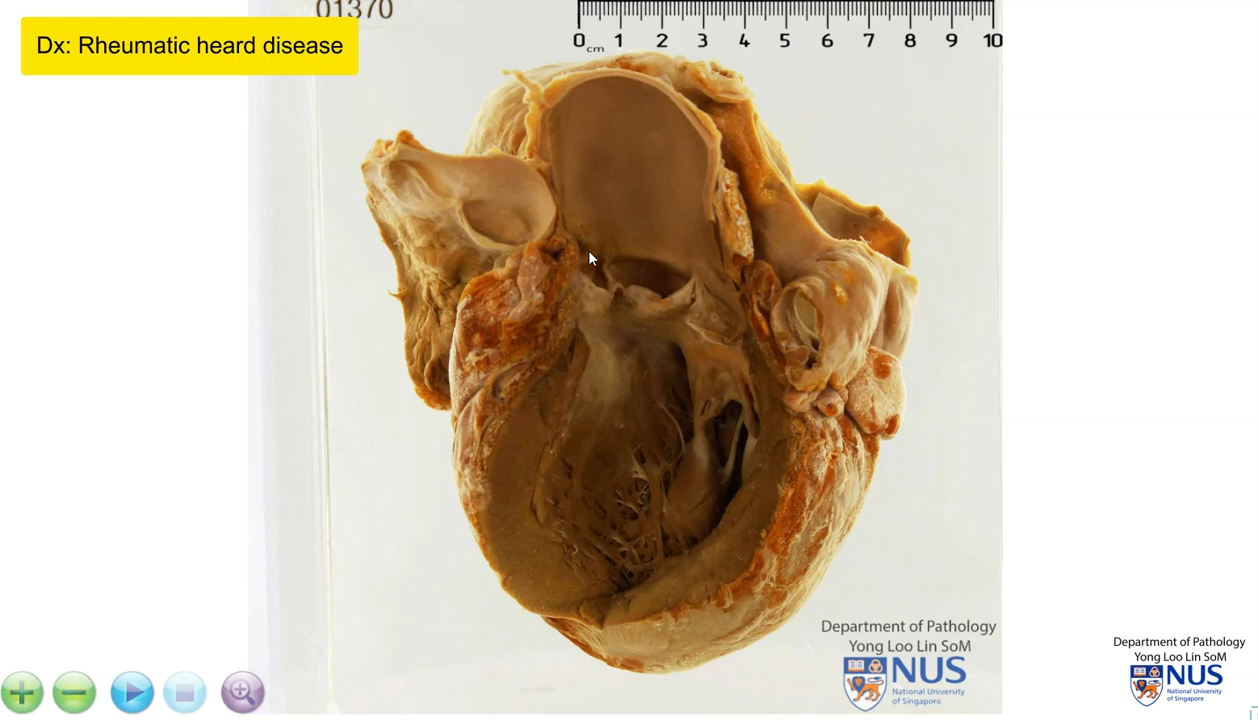 01370
Dx: Rheumatic heard disease
0 cm 1 2 3 4 5 6 7 8 9 10
Department of Pathology
Yong Loo Lin SoM
NUS
National University
of Singapore
Department of Pathology
Yong Loo Lin SoM
NUS
National University
of Singapore